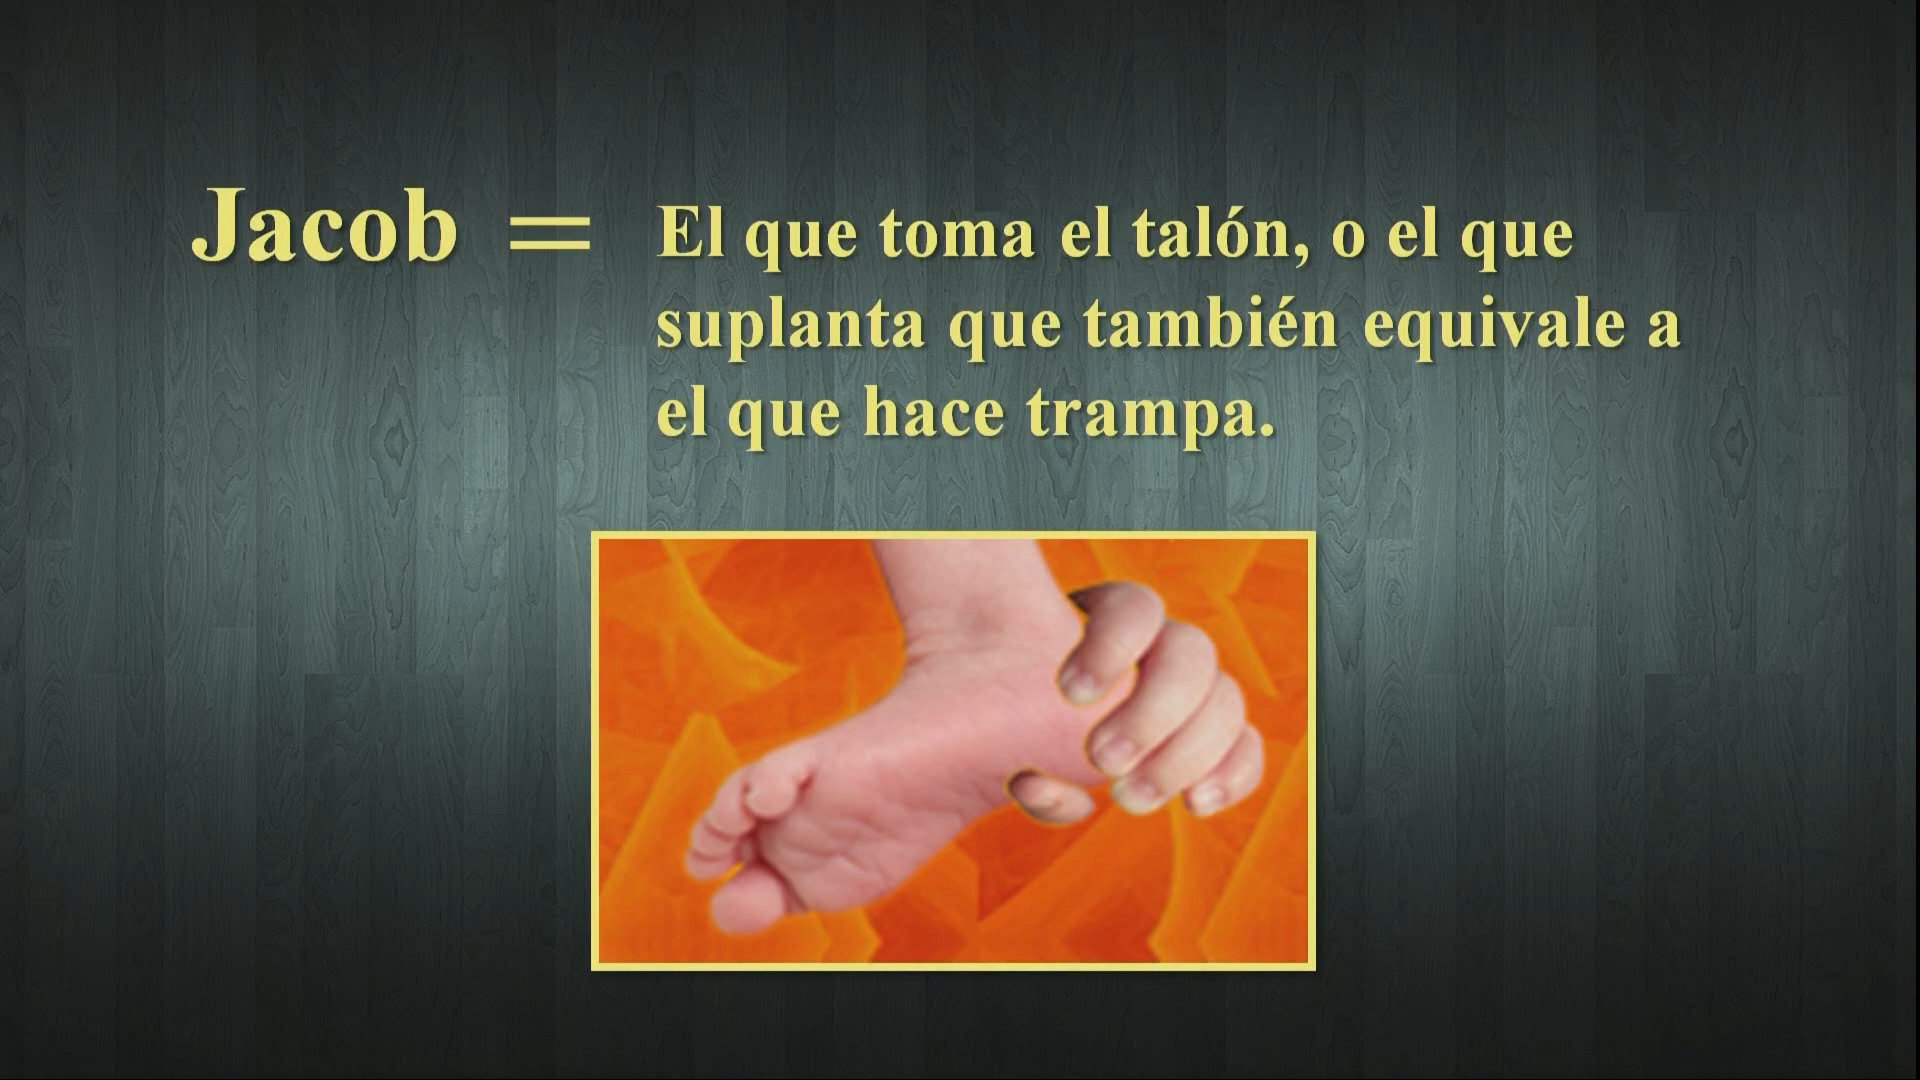 Jacob = El que toma el talón, o el que
suplanta que también equivale a
el que hace trampa.